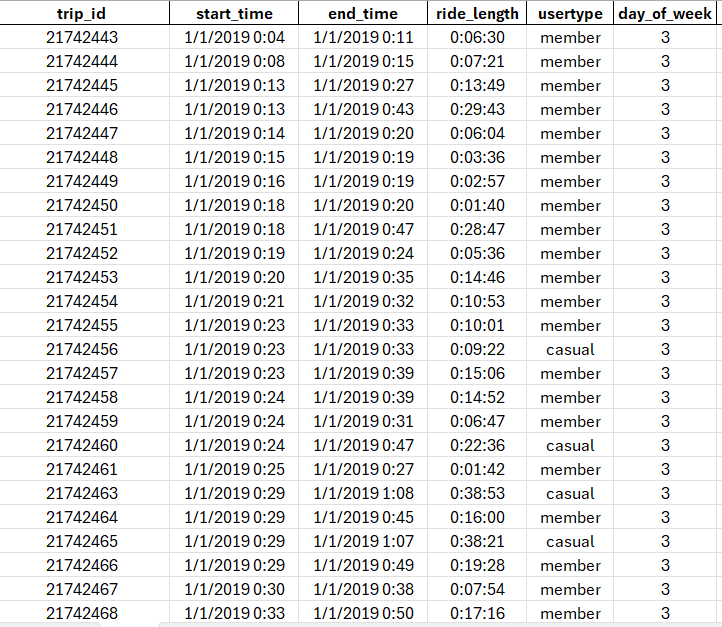 trip_id start_time end_time ride_length usertype day_of_week
21742443 1/1/2019 0:04 1/1/2019 0:11 0:06:30 member 3
21742444 1/1/2019 0:08 1/1/2019 0:15 0:07:21 member 3
21742445 1/1/2019 0:13 1/1/2019 0:27 0:13:49 member 3
21742446 1/1/2019 0:13 1/1/2019 0:43 0:29:43 member 3
21742447 1/1/2019 0:14 1/1/2019 0:20 0:06:04 member 3
21742448 1/1/2019 0:15 1/1/2019 0:19 0:03:36 member 3
21742449 1/1/2019 0:16 1/1/2019 0:19 0:02:57 member 3
21742450 1/1/2019 0:18 1/1/2019 0:20 0:01:40 member 3
21742451 1/1/2019 0:18 1/1/2019 0:47 0:28:47 member 3
21742452 1/1/2019 0:19 1/1/2019 0:24 0:05:36 member 3
21742453 1/1/2019 0:20 1/1/2019 0:35 0:14:46 member 3
21742454 1/1/2019 0:21 1/1/2019 0:32 0:10:53 member 3
21742455 1/1/2019 0:23 1/1/2019 0:33 0:10:01 member 3
21742456 1/1/2019 0:23 1/1/2019 0:33 0:09:22 casual 3
21742457 1/1/2019 0:23 1/1/2019 0:39 0:15:06 member 3
21742458 1/1/2019 0:24 1/1/2019 0:39 0:14:52 member 3
21742459 1/1/2019 0:24 1/1/2019 0:31 0:06:47 member 3
21742460 1/1/2019 0:24 1/1/2019 0:47 0:22:36 casual 3
21742461 1/1/2019 0:25 1/1/2019 0:27 0:01:42 member 3
21742463 1/1/2019 0:29 1/1/2019 1:08 0:38:53 casual 3
21742464 1/1/2019 0:29 1/1/2019 0:45 0:16:00 member 3
21742465 1/1/2019 0:29 1/1/2019 1:07 0:38:21 casual 3
21742466 1/1/2019 0:29 1/1/2019 0:49 0:19:28 member 3
21742467 1/1/2019 0:30 1/1/2019 0:38 0:07:54 member 3
21742468 1/1/2019 0:33 1/1/2019 0:50 0:17:16 member 3